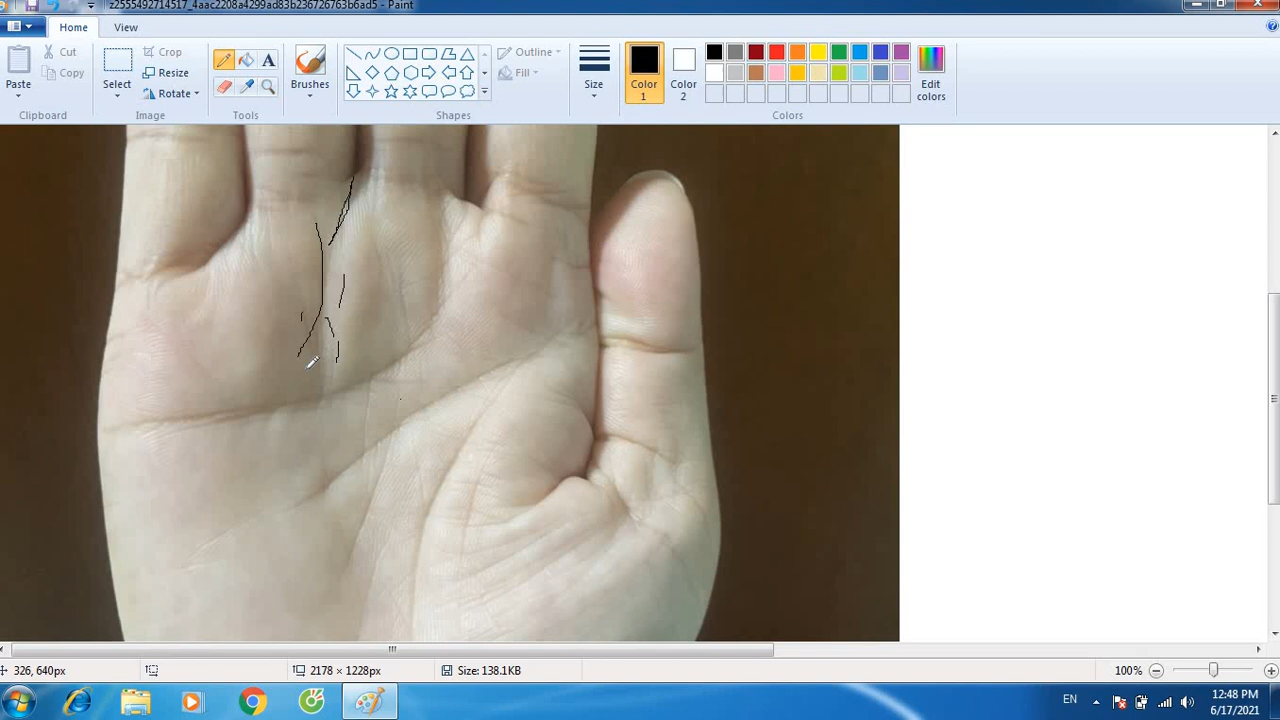 z2555492714517_4aac2208a4299ad83b236726763b6ad5 - Paint
Home View
Paste
Cut
Copy
Clipboard
Select
Crop
Resize
Rotate
Image
A
Tools
Brushes
Shapes
Outline
Fill
Size
Color 1
Color 2
Edit colors
Colors
326, 640px
2178 × 1228px
Size: 138.1KB
100%
EN
12:48 PM
6/17/2021